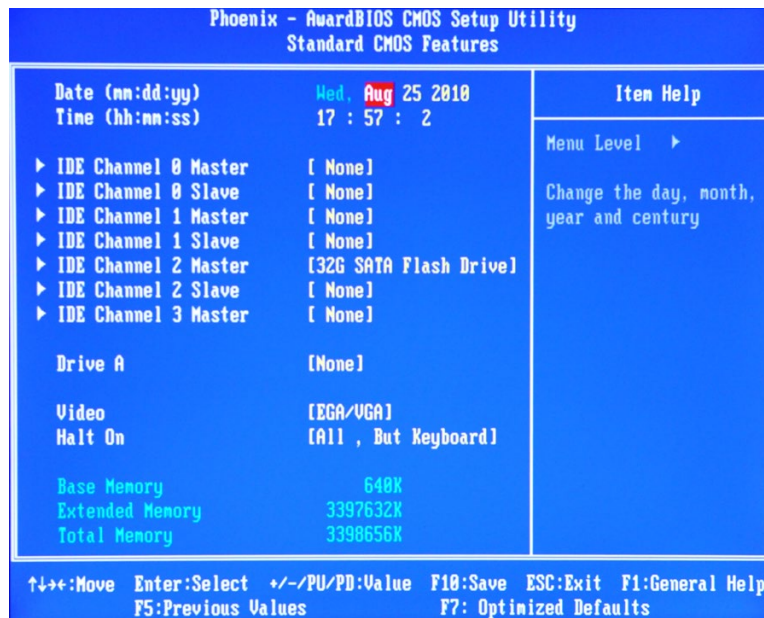 Phoenix - AwardBIOS CMOS Setup Utility
Standard CMOS Features
Date (mm:dd:yy) Wed, Aug 25 2010
Time (hh:mm:ss) 17 : 57 : 2
IDE Channel 0 Master [ None]
IDE Channel 0 Slave [ None]
IDE Channel 1 Master [ None]
IDE Channel 1 Slave [ None]
IDE Channel 2 Master [32G SATA Flash Drive]
IDE Channel 2 Slave [ None]
IDE Channel 3 Master [ None]
Drive A [None]
Video [EGA/VGA]
Halt On [All , But Keyboard]
Base Memory 640K
Extended Memory 3397632K
Total Memory 3398656K
Item Help
Menu Level ▶
Change the day, month,
year and century
↑↓→←:Move Enter:Select +/-/PU/PD:Value F10:Save ESC:Exit F1:General Help
F5:Previous Values F7: Optimized Defaults